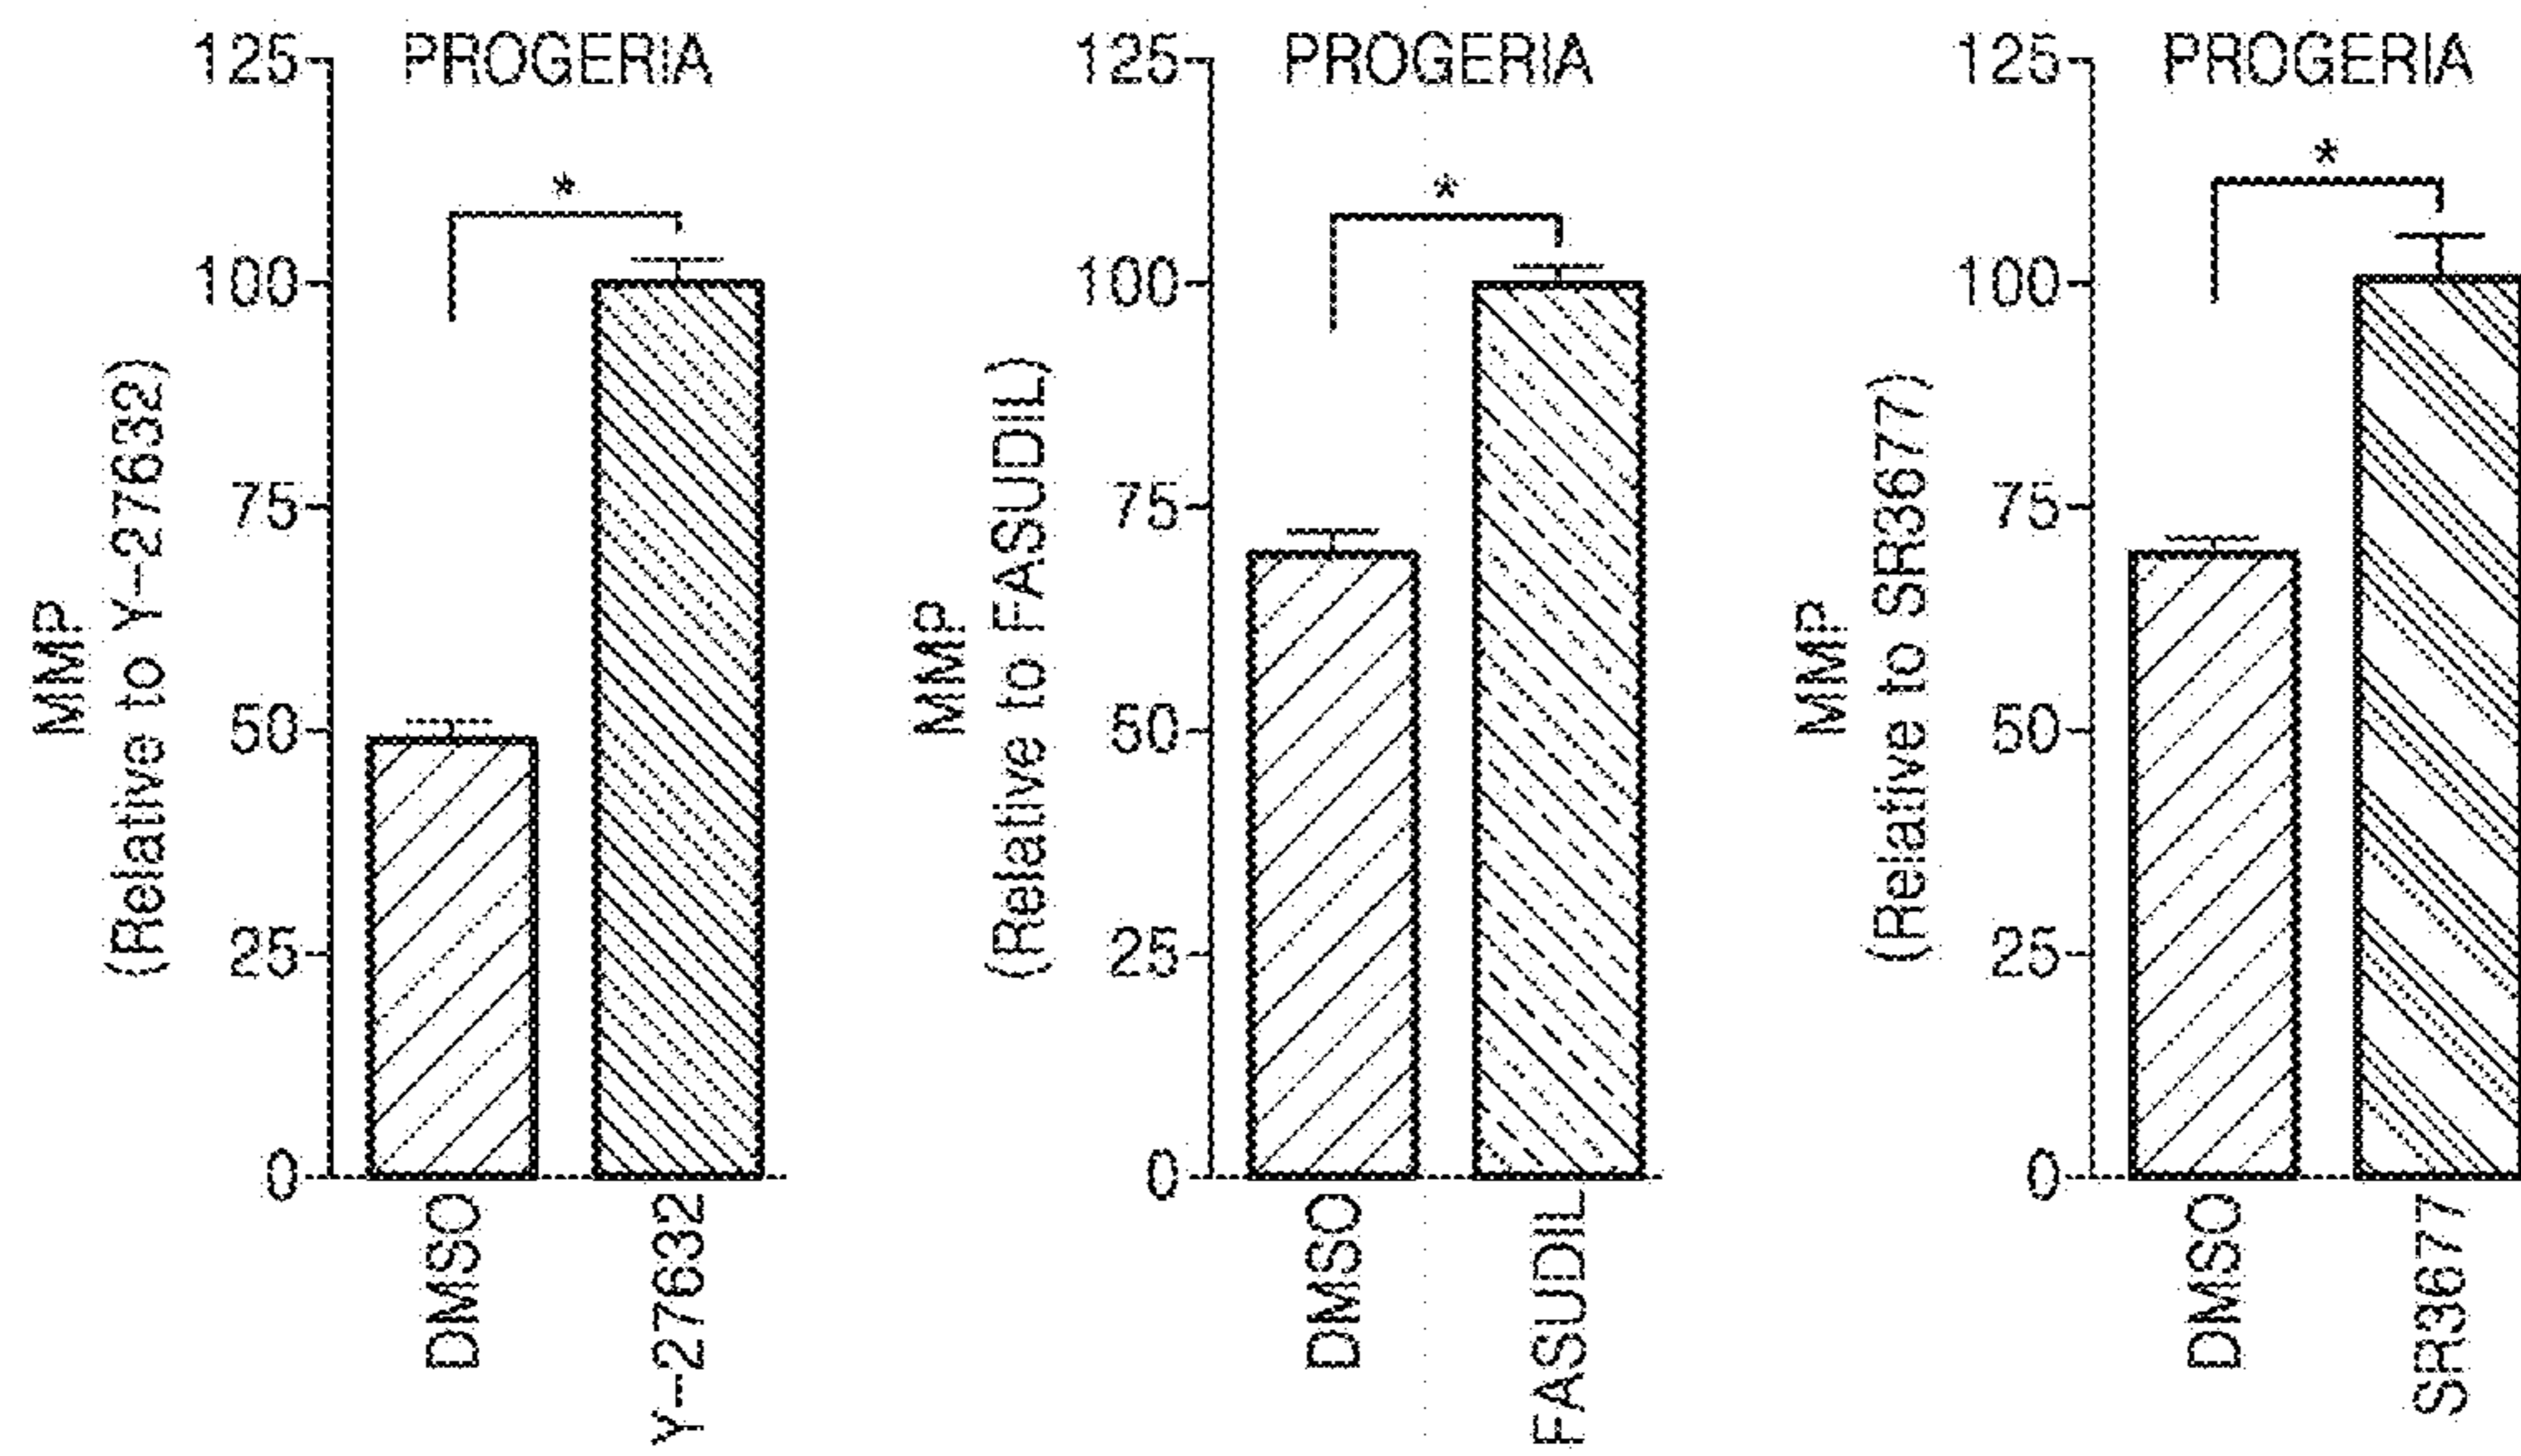 PROGERIA
125
100
75
50
25
0
MMP
(Relative to Y-27632)
*
DMSO
Y-27632
PROGERIA
125
100
75
50
25
0
MMP
(Relative to FASUDIL)
*
DMSO
FASUDIL
PROGERIA
125
100
75
50
25
0
MMP
(Relative to SR3677)
*
DMSO
SR3677